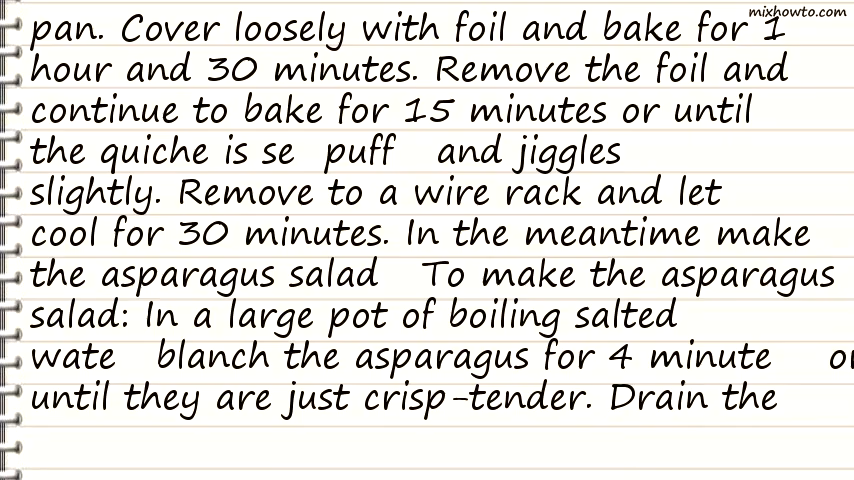 mixhowto.com
pan. Cover loosely with foil and bake for 1
hour and 30 minutes. Remove the foil and
continue to bake for 15 minutes or until
the quiche is se puff and jiggles
slightly. Remove to a wire rack and let
cool for 30 minutes. In the meantime make
the asparagus salad To make the asparagus
salad: In a large pot of boiling salted
wate blanch the asparagus for 4 minute or
until they are just crisp-tender. Drain the